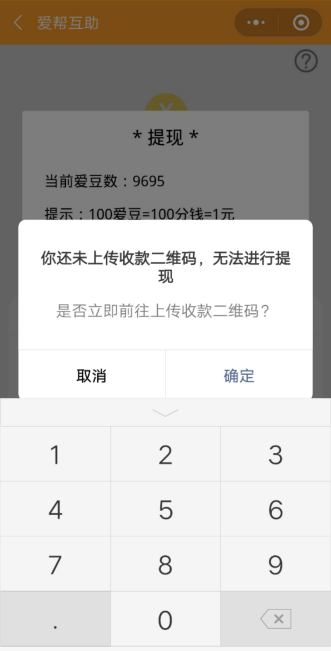 爱帮互助
?
¥
* 提现 *
当前爱豆数：9695
提示：100爱豆=100分钱=1元
你还未上传收款二维码，无法进行提
现
是否立即前往上传收款二维码？
取消 确定
1 2 3
4 5 6
7 8 9
. 0